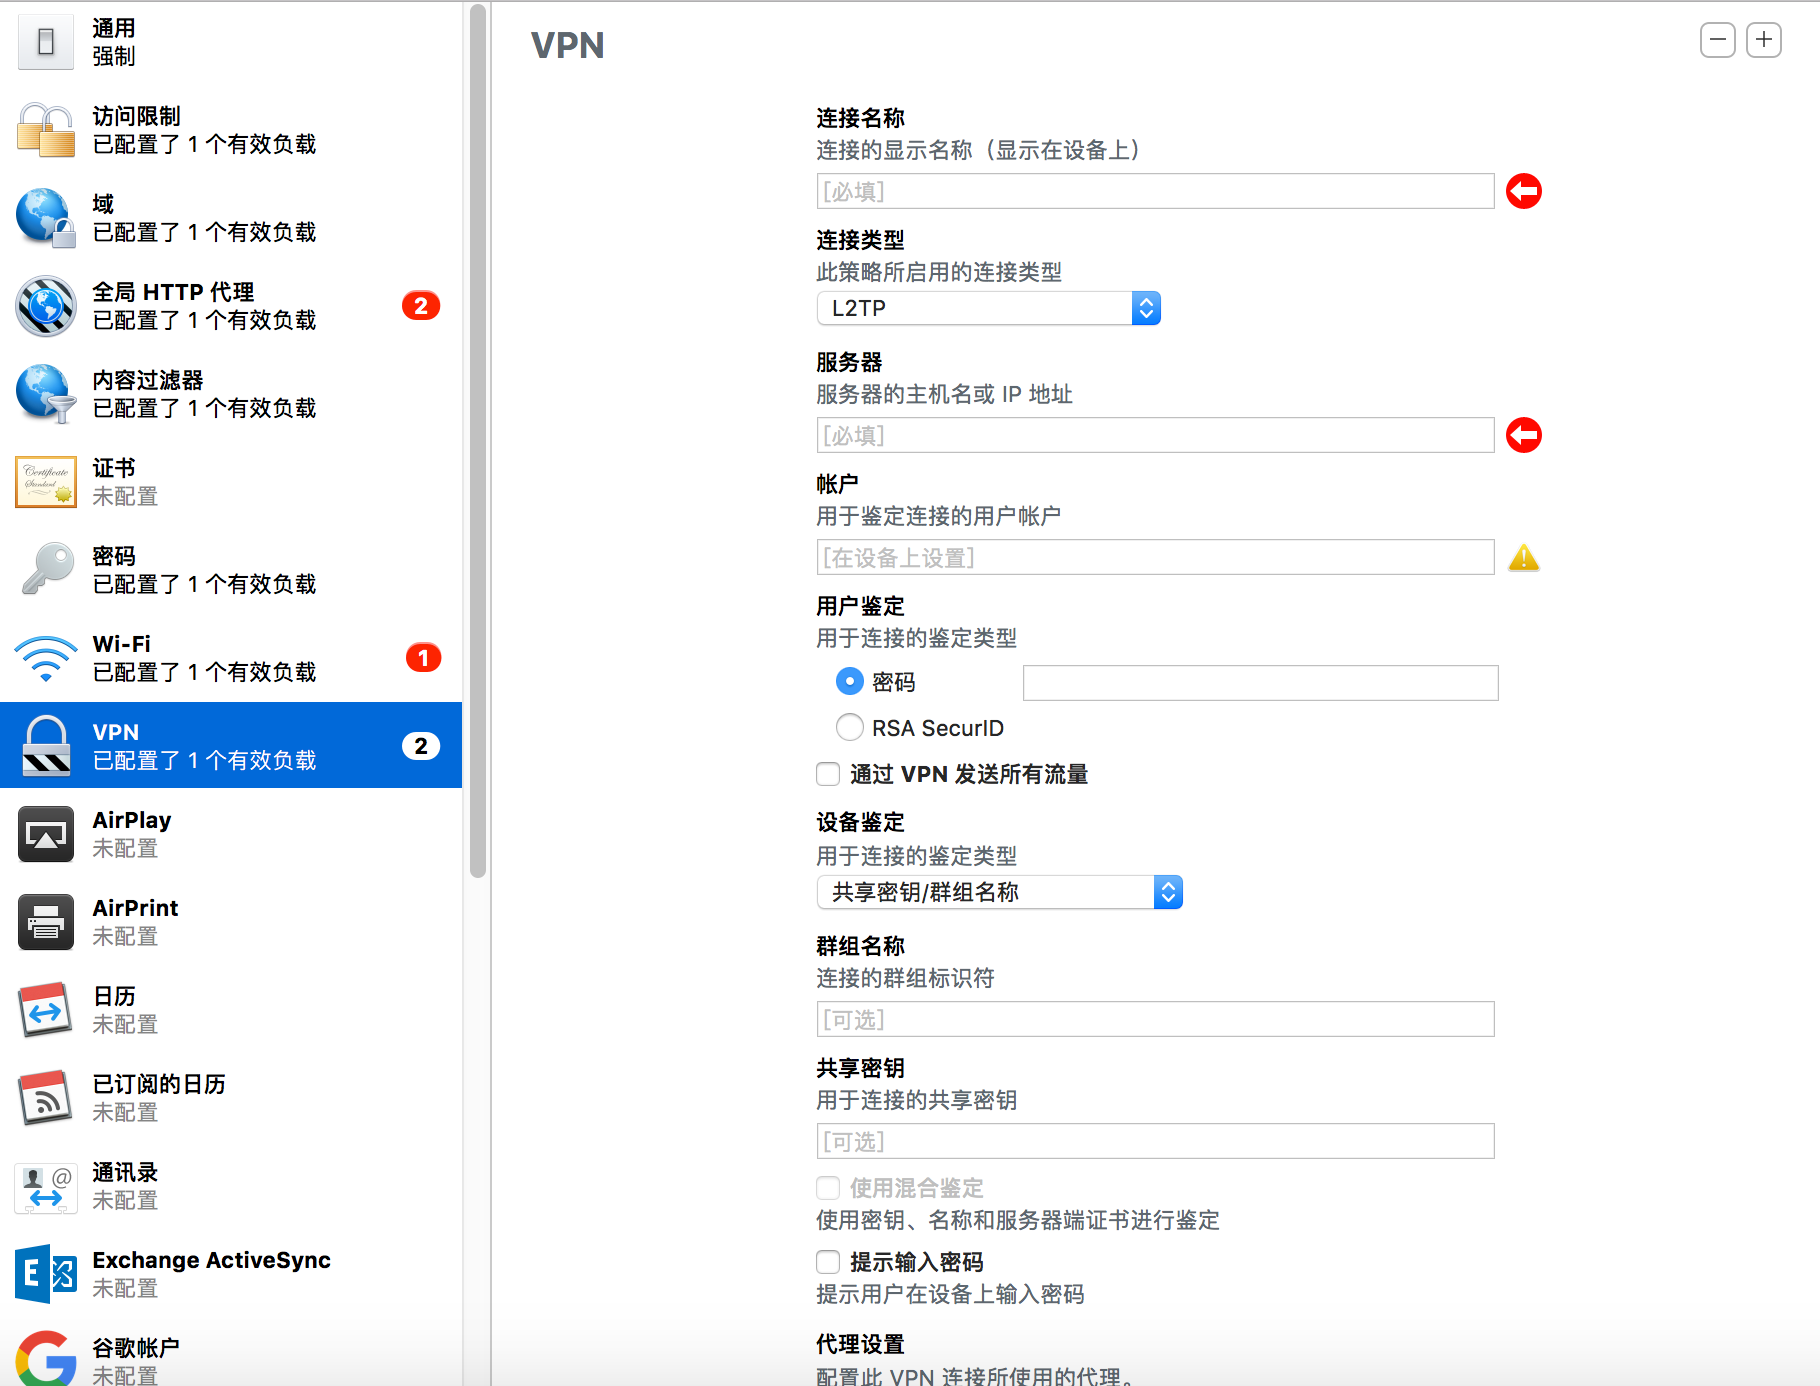 通用
强制
访问限制
已配置了 1 个有效负载
域
已配置了 1 个有效负载
全局 HTTP 代理
已配置了 1 个有效负载
2
内容过滤器
已配置了 1 个有效负载
Certificate
Standard
证书
未配置
密码
已配置了 1 个有效负载
Wi-Fi
已配置了 1 个有效负载
1
VPN
已配置了 1 个有效负载
2
AirPlay
未配置
AirPrint
未配置
日历
未配置
已订阅的日历
未配置
@
通讯录
未配置
E
Exchange ActiveSync
未配置
G
谷歌帐户
未配置
VPN
连接名称
连接的显示名称（显示在设备上）
[必填]
连接类型
此策略所启用的连接类型
L2TP
服务器
服务器的主机名或 IP 地址
[必填]
帐户
用于鉴定连接的用户帐户
[在设备上设置]
用户鉴定
用于连接的鉴定类型
密码
RSA SecurID
通过 VPN 发送所有流量
设备鉴定
用于连接的鉴定类型
共享密钥/群组名称
群组名称
连接的群组标识符
[可选]
共享密钥
用于连接的共享密钥
[可选]
使用混合鉴定
使用密钥、名称和服务器端证书进行鉴定
提示输入密码
提示用户在设备上输入密码
代理设置
配置此 VPN 连接所使用的代理。